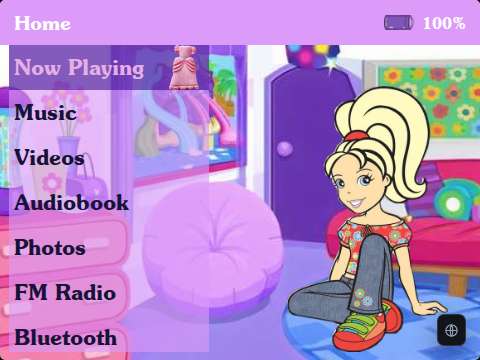 Home
100%
Now Playing
Music
Videos
Audiobook
Photos
FM Radio
Bluetooth